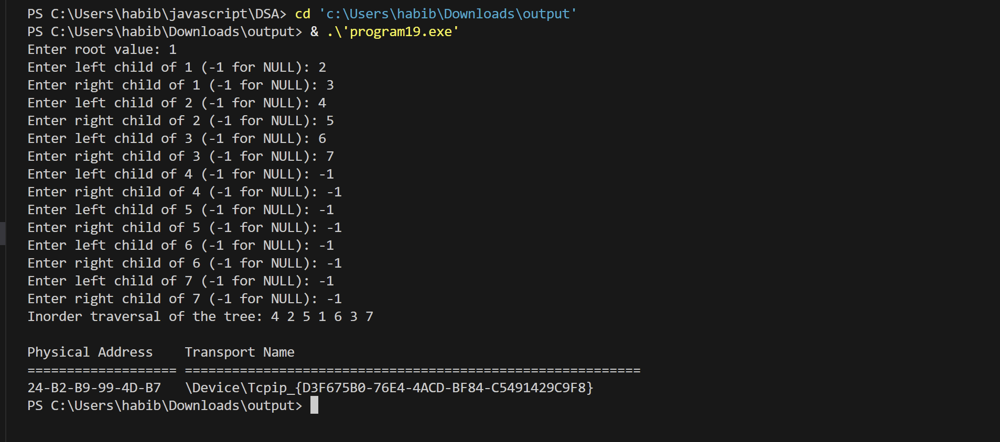 PS C:\Users\habib\javascript\DSA> cd 'c:\Users\habib\Downloads\output'
PS C:\Users\habib\Downloads\output> & .\'program19.exe'
Enter root value: 1
Enter left child of 1 (-1 for NULL): 2
Enter right child of 1 (-1 for NULL): 3
Enter left child of 2 (-1 for NULL): 4
Enter right child of 2 (-1 for NULL): 5
Enter left child of 3 (-1 for NULL): 6
Enter right child of 3 (-1 for NULL): 7
Enter left child of 4 (-1 for NULL): -1
Enter right child of 4 (-1 for NULL): -1
Enter left child of 5 (-1 for NULL): -1
Enter right child of 5 (-1 for NULL): -1
Enter left child of 6 (-1 for NULL): -1
Enter right child of 6 (-1 for NULL): -1
Enter left child of 7 (-1 for NULL): -1
Enter right child of 7 (-1 for NULL): -1
Inorder traversal of the tree: 4 2 5 1 6 3 7

Physical Address    Transport Name
=================== ==========================================================
24-B2-B9-99-4D-B7   \Device\Tcpip_{D3F675B0-76E4-4ACD-BF84-C5491429C9F8}
PS C:\Users\habib\Downloads\output>